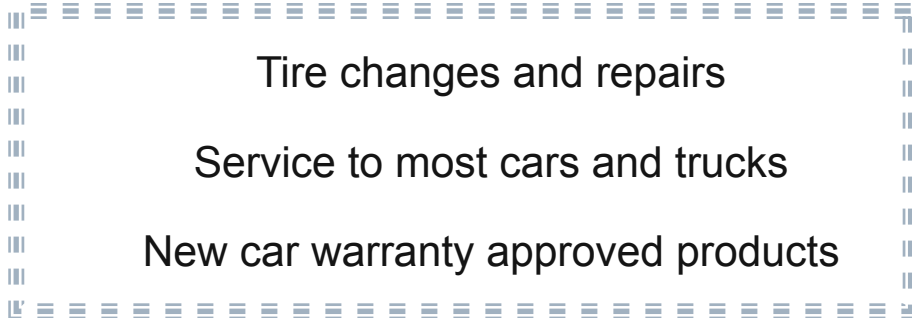 Tire changes and repairs
Service to most cars and trucks
New car warranty approved products